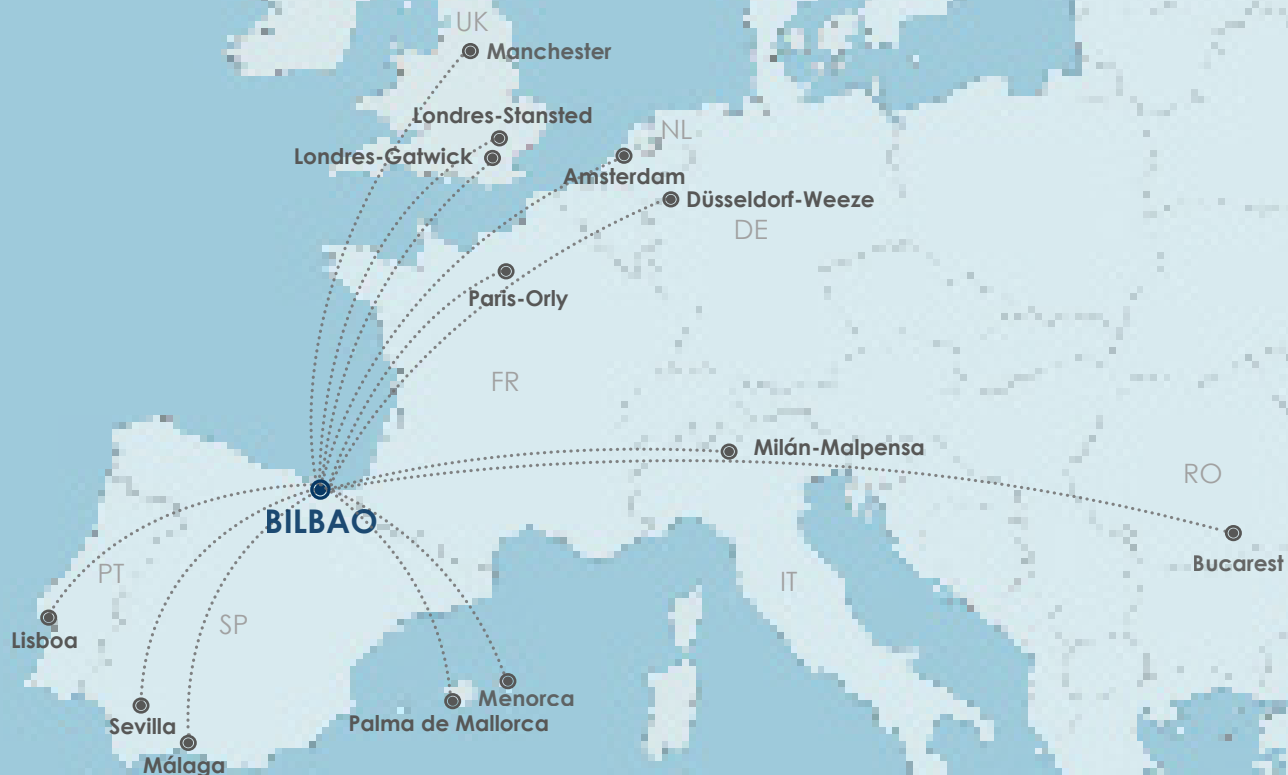 UK
Manchester
Londres-Stansted
NL
Londres-Gatwick
Amsterdam
Düsseldorf-Weeze
DE
Paris-Orly
FR
Milán-Malpensa
RO
BILBAO
Bucarest
PT
IT
SP
Lisboa
Menorca
Palma de Mallorca
Sevilla
Málaga